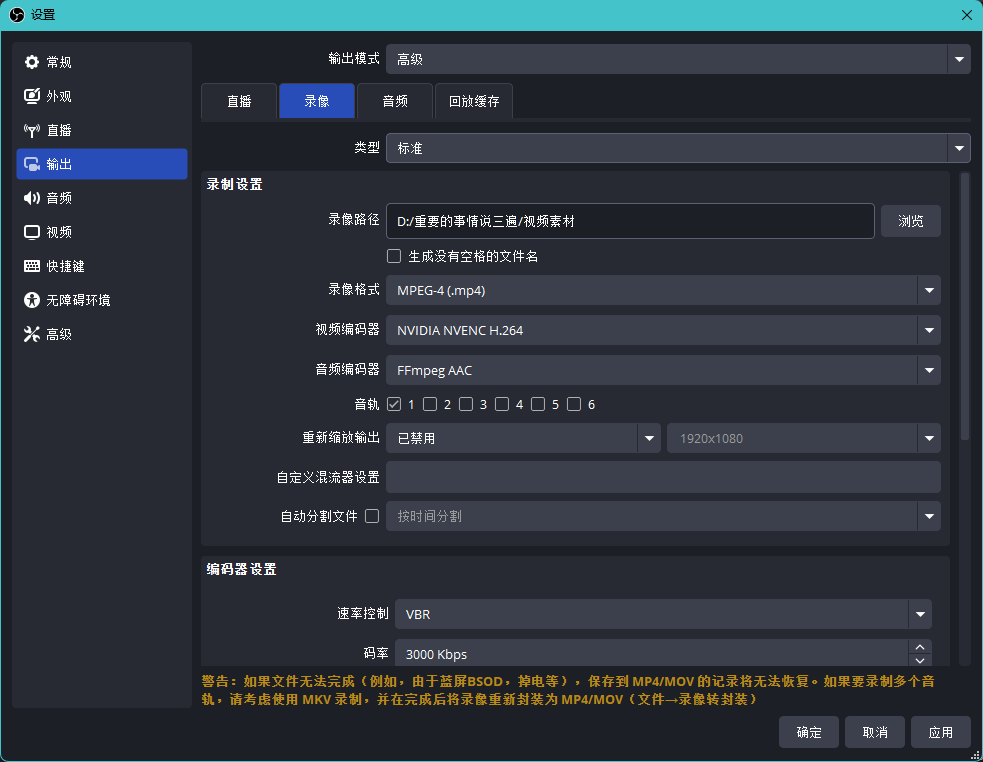 设置
常规
外观
直播
输出
音频
视频
快捷键
无障碍环境
高级
输出模式 高级
直播 录像 音频 回放缓存
类型 标准
录制设置
录像路径 D:/重要的事情说三遍/视频素材 浏览
生成没有空格的文件名
录像格式 MPEG-4 (.mp4)
视频编码器 NVIDIA NVENC H.264
音频编码器 FFmpeg AAC
音轨 1 2 3 4 5 6
重新缩放输出 已禁用 1920x1080
自定义混流器设置
自动分割文件 按时间分割
编码器设置
速率控制 VBR
码率 3000 Kbps
警告：如果文件无法完成（例如，由于蓝屏BSOD，掉电等），保存到 MP4/MOV 的记录将无法恢复。如果要录制多个音
轨，请考虑使用 MKV 录制，并在完成后将录像重新封装为 MP4/MOV（文件→录像转封装）
确定 取消 应用